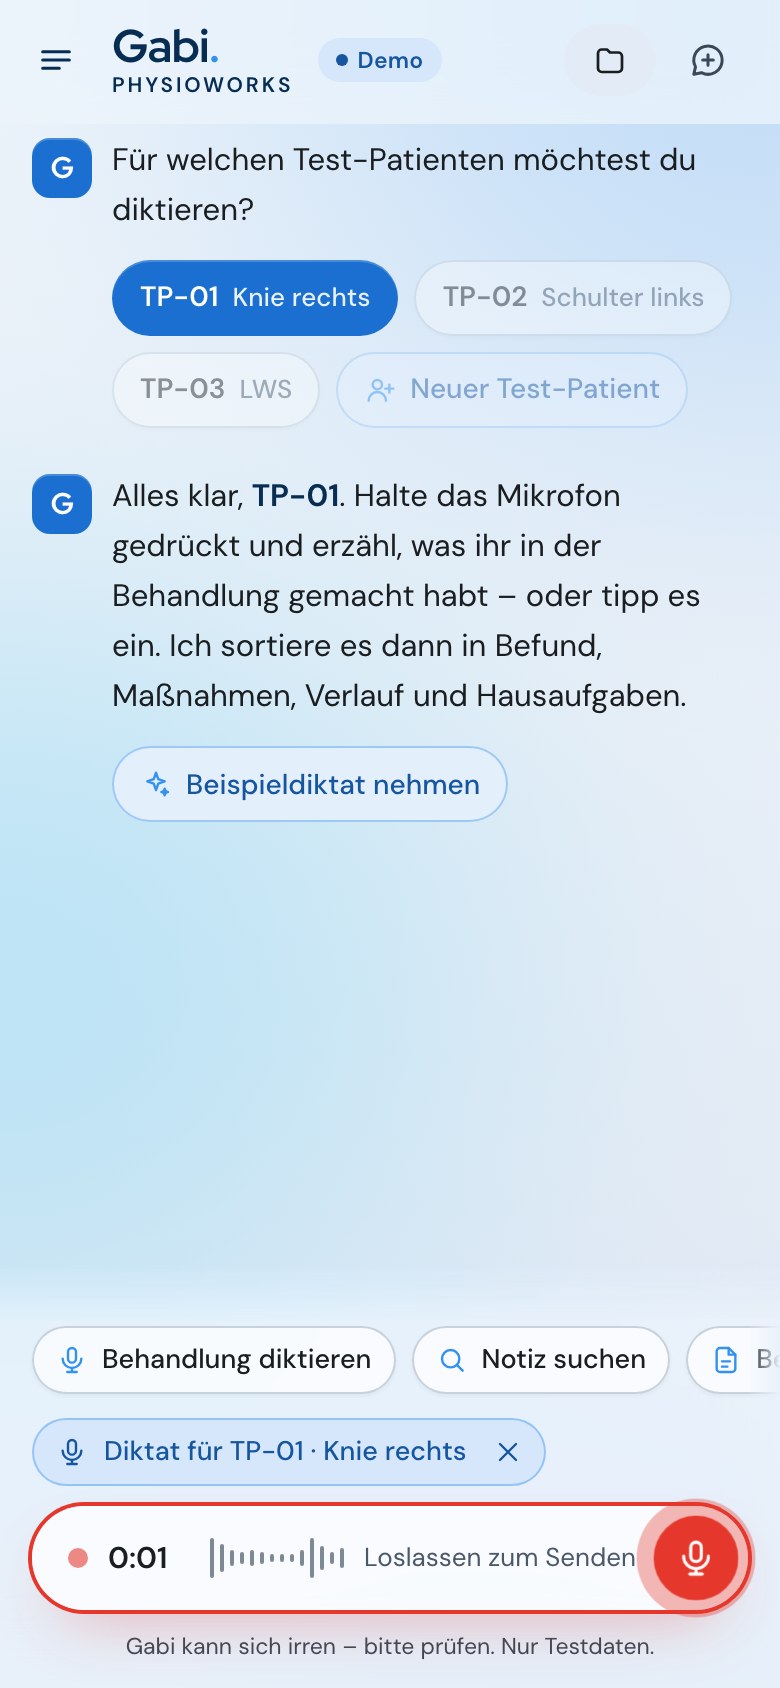 Gabi.
PHYSIOWORKS
Demo
G
Für welchen Test-Patienten möchtest du
diktieren?
TP-01 Knie rechts
TP-02 Schulter links
TP-03 LWS
Neuer Test-Patient
G
Alles klar, TP-01. Halte das Mikrofon
gedrückt und erzähl, was ihr in der
Behandlung gemacht habt – oder tipp es
ein. Ich sortiere es dann in Befund,
Maßnahmen, Verlauf und Hausaufgaben.
Beispieldiktat nehmen
Behandlung diktieren
Notiz suchen
Diktat für TP-01 · Knie rechts
0:01
Loslassen zum Senden
Gabi kann sich irren – bitte prüfen. Nur Testdaten.